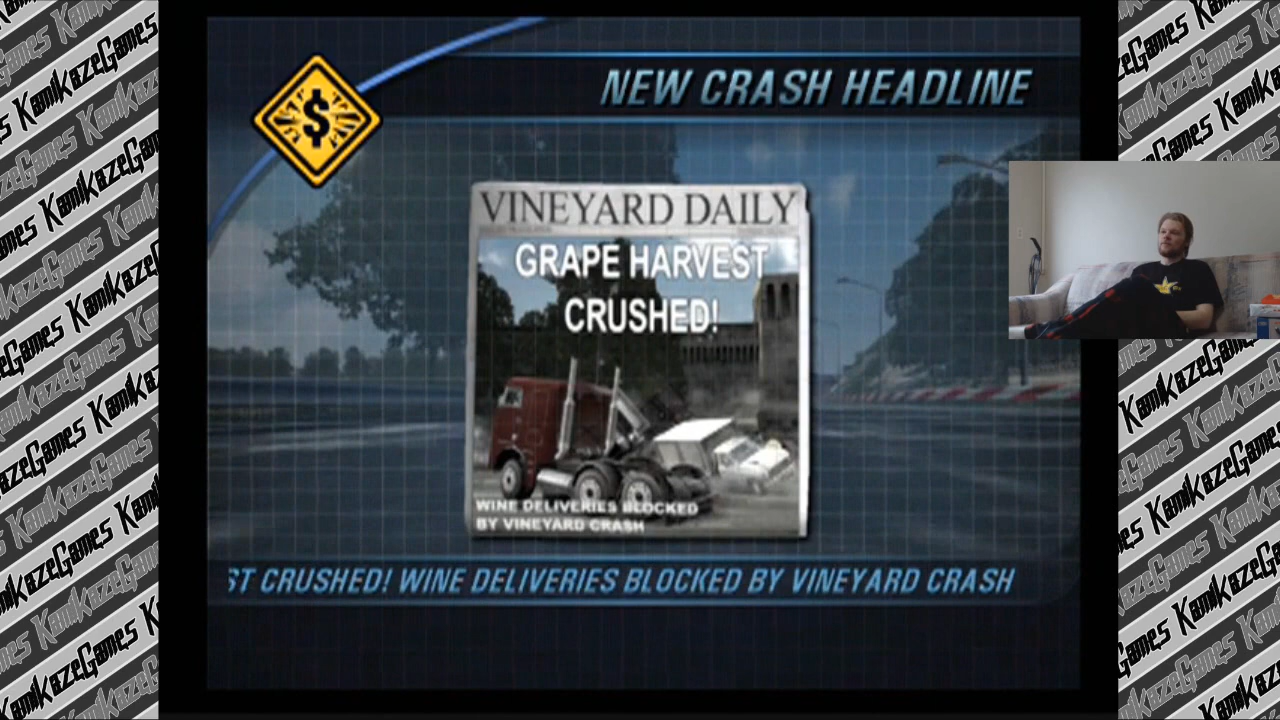 NEW CRASH HEADLINE
VINEYARD DAILY
GRAPE HARVEST
CRUSHED!
WINE DELIVERIES BLOCKED
BY VINEYARD CRASH
ST CRUSHED! WINE DELIVERIES BLOCKED BY VINEYARD CRASH
$
KamikazeGames